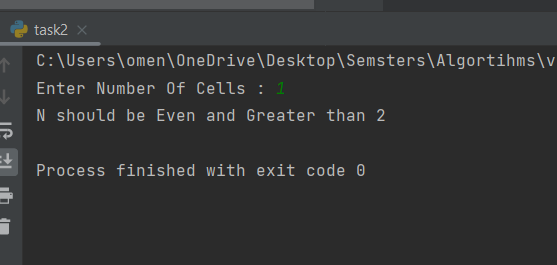 task2
C:\Users\omen\OneDrive\Desktop\Semsters\Algortihms\v
Enter Number Of Cells : 1
N should be Even and Greater than 2
Process finished with exit code 0